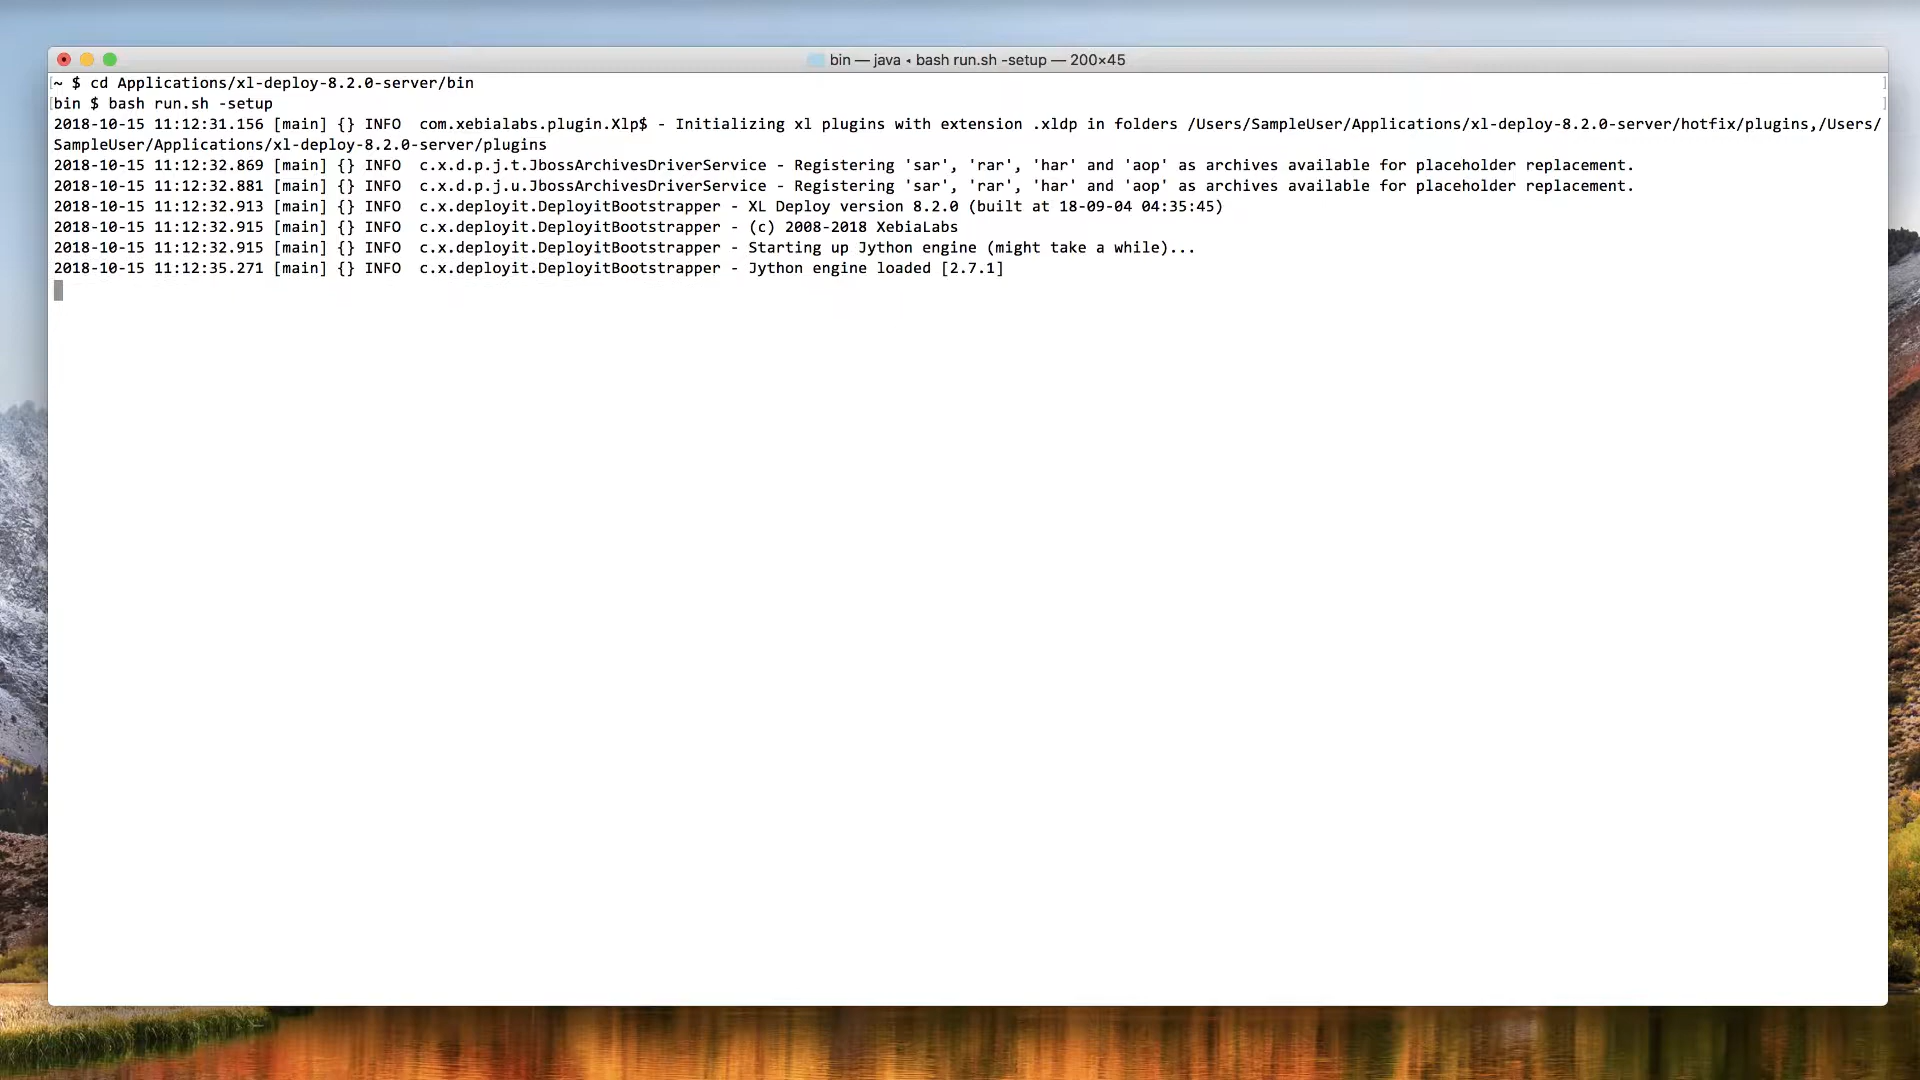 bin — java ◂ bash run.sh -setup — 200×45
[~ $ cd Applications/xl-deploy-8.2.0-server/bin ]
[bin $ bash run.sh -setup ]
2018-10-15 11:12:31.156 [main] {} INFO  com.xebialabs.plugin.Xlp$ - Initializing xl plugins with extension .xldp in folders /Users/SampleUser/Applications/xl-deploy-8.2.0-server/hotfix/plugins,/Users/
SampleUser/Applications/xl-deploy-8.2.0-server/plugins
2018-10-15 11:12:32.869 [main] {} INFO  c.x.d.p.j.t.JbossArchivesDriverService - Registering 'sar', 'rar', 'har' and 'aop' as archives available for placeholder replacement.
2018-10-15 11:12:32.881 [main] {} INFO  c.x.d.p.j.u.JbossArchivesDriverService - Registering 'sar', 'rar', 'har' and 'aop' as archives available for placeholder replacement.
2018-10-15 11:12:32.913 [main] {} INFO  c.x.deployit.DeployitBootstrapper - XL Deploy version 8.2.0 (built at 18-09-04 04:35:45)
2018-10-15 11:12:32.915 [main] {} INFO  c.x.deployit.DeployitBootstrapper - (c) 2008-2018 XebiaLabs
2018-10-15 11:12:32.915 [main] {} INFO  c.x.deployit.DeployitBootstrapper - Starting up Jython engine (might take a while)...
2018-10-15 11:12:35.271 [main] {} INFO  c.x.deployit.DeployitBootstrapper - Jython engine loaded [2.7.1]